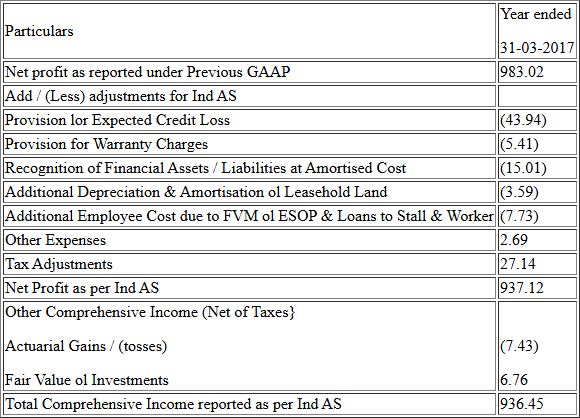 Particulars
Year ended
31-03-2017
Net profit as reported under Previous GAAP 983.02
Add / (Less) adjustments for Ind AS
Provision lor Expected Credit Loss (43.94)
Provision for Warranty Charges (5.41)
Recognition of Financial Assets / Liabilities at Amortised Cost (15.01)
Additional Depreciation & Amortisation ol Leasehold Land (3.59)
Additional Employee Cost due to FVM ol ESOP & Loans to Stall & Worker (7.73)
Other Expenses 2.69
Tax Adjustments 27.14
Net Profit as per Ind AS 937.12
Other Comprehensive Income (Net of Taxes}
Actuarial Gains / (tosses) (7.43)
Fair Value ol Investments 6.76
Total Comprehensive Income reported as per Ind AS 936.45